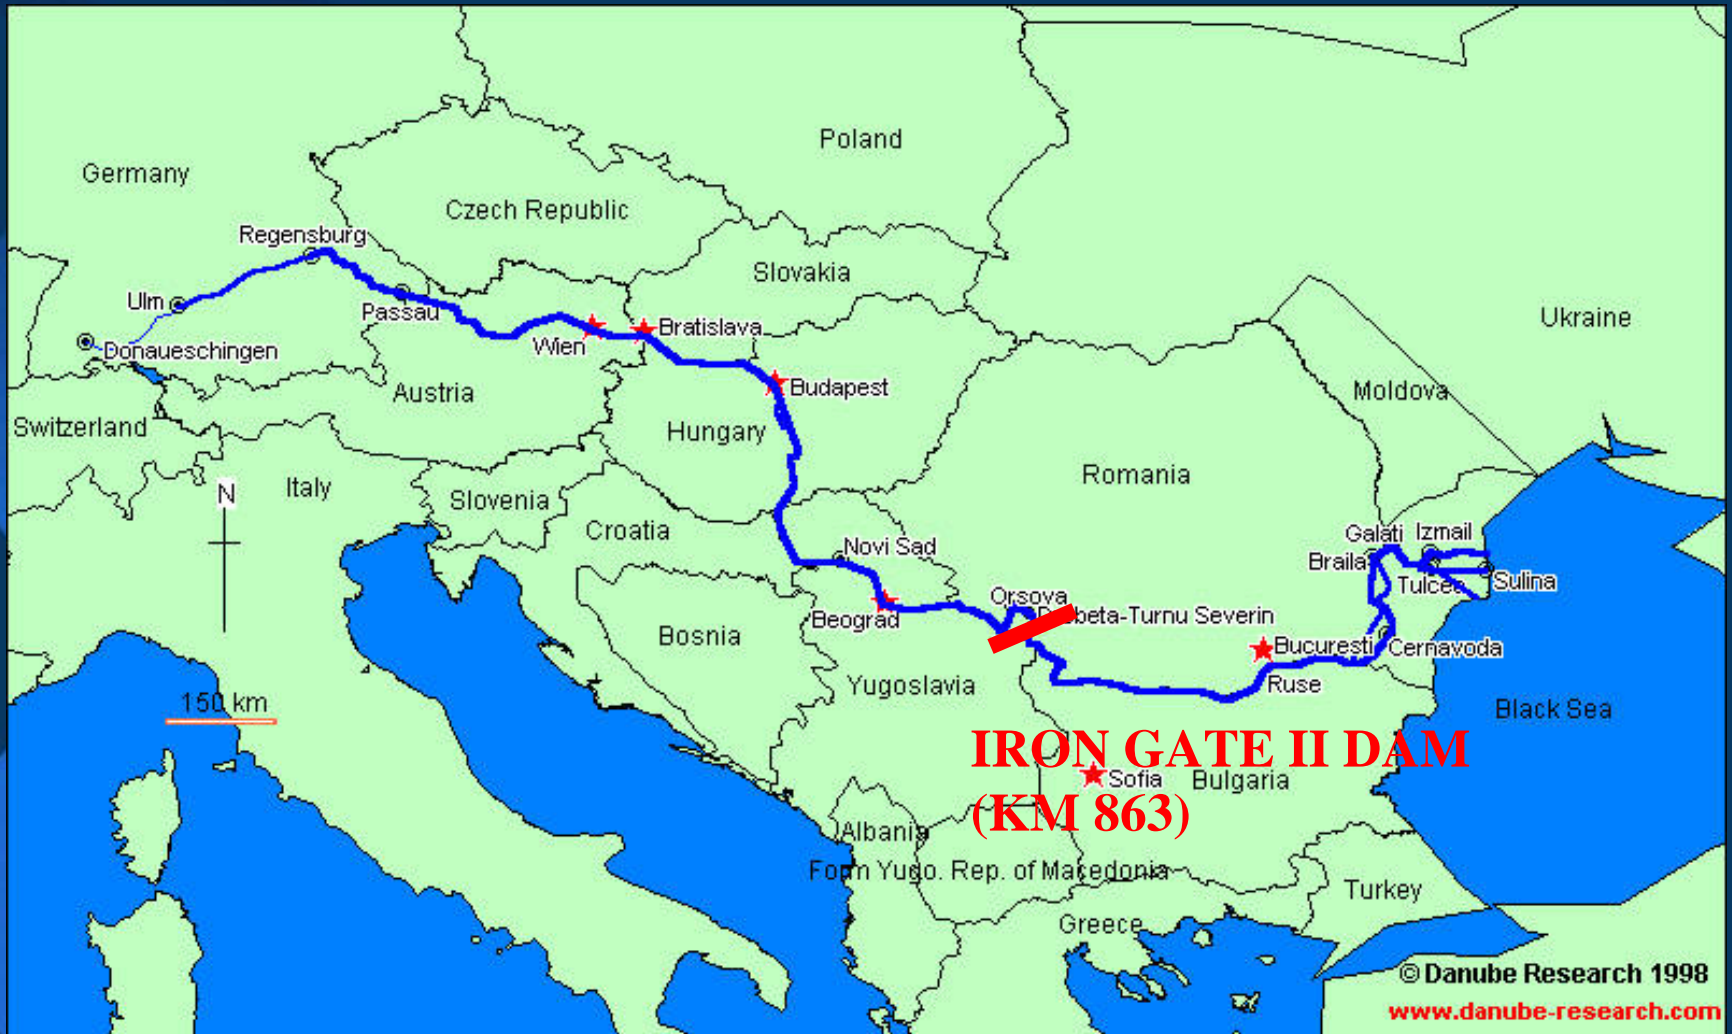 Poland
Germany
Czech Republic
Regensburg
Slovakia
Ulm
Passau
Ukraine
Bratislava
Wien
Donaueschingen
Budapest
Austria
Moldova
Switzerland
Hungary
Romania
N
Italy
Slovenia
Croatia
Galati
Izmail
Novi Sad
Braila
Tulcea
Sulina
Orsova
beta-Turnu Severin
Beograd
Bosnia
Bucuresti
Cernavoda
Yugoslavia
Ruse
150 km
Black Sea
IRON GATE II DAM
(KM 863)
Sofia
Bulgaria
Albania
Form Yugo. Rep. of Macedonia
Turkey
Greece
© Danube Research 1998
www.danube-research.com